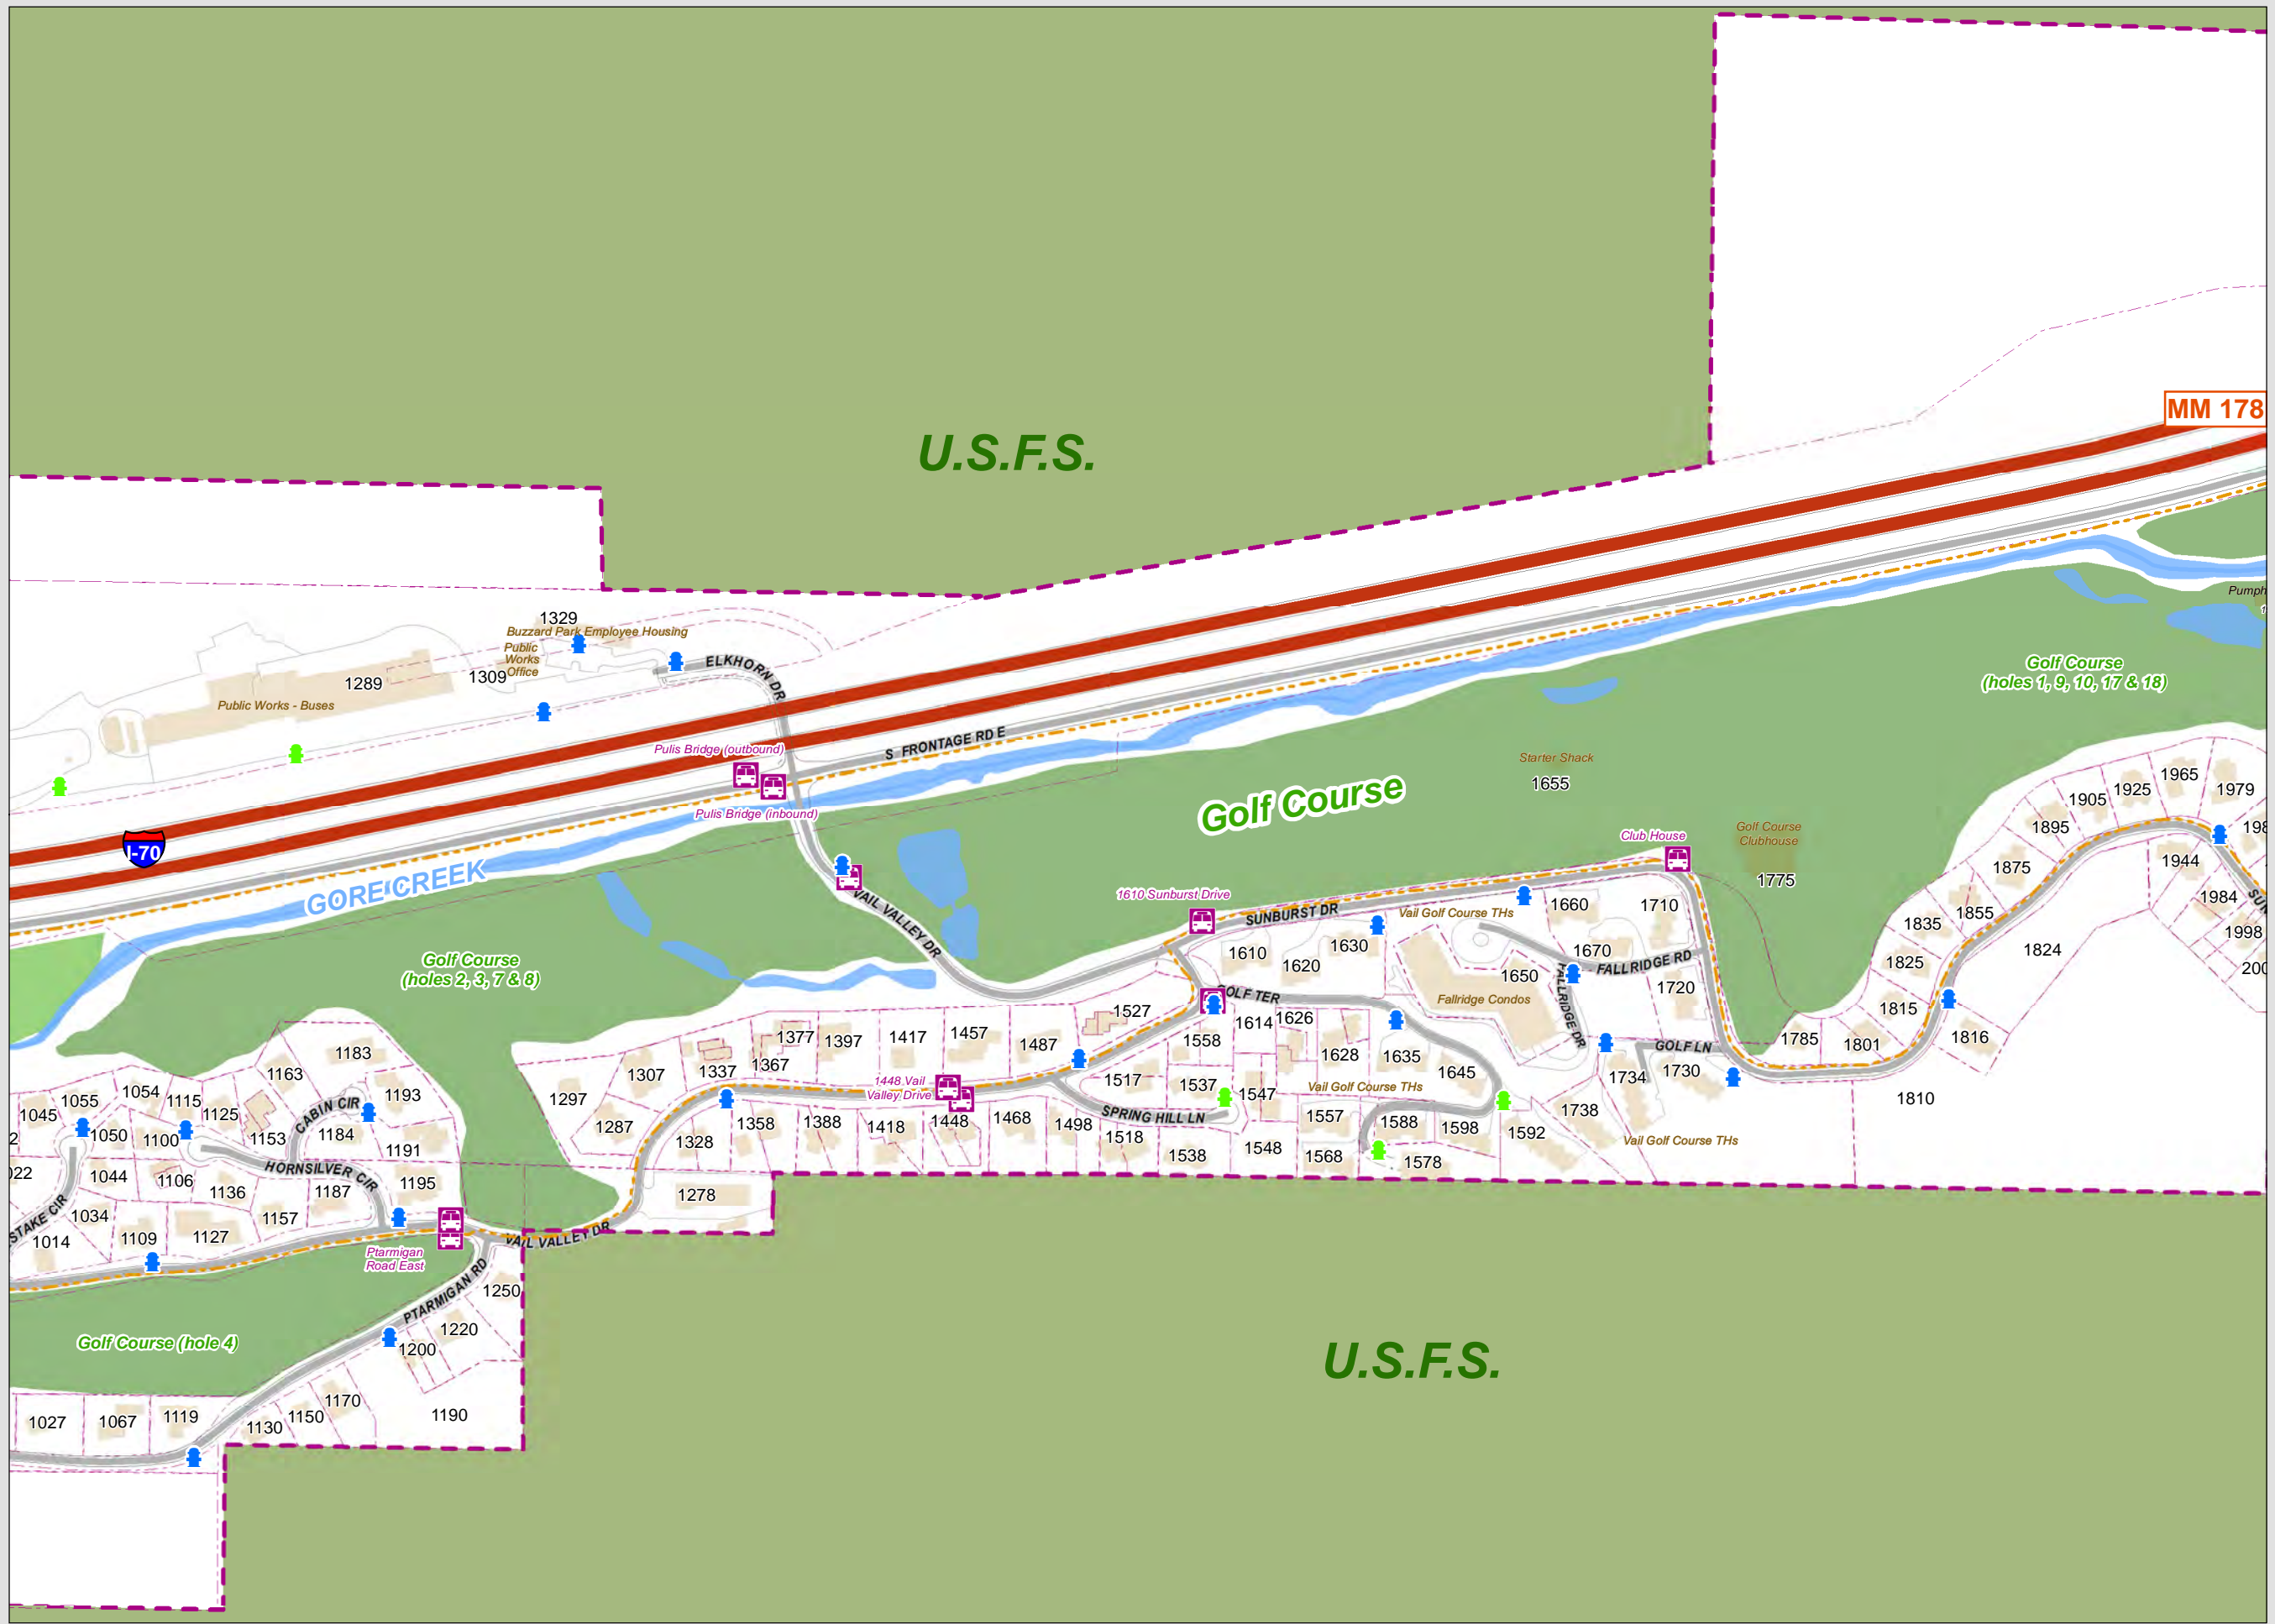 MM 178
U.S.F.S.
1329
Buzzard Park Employee Housing
Public
Works
Office
1309
1289
Public Works - Buses
ELKHORN DR
Pulis Bridge (outbound)
Pulis Bridge (inbound)
S FRONTAGE RD E
I-70
GORE CREEK
Golf Course
Starter Shack
1655
Golf Course
(holes 1, 9, 10, 17 & 18)
Golf Course
Clubhouse
1775
Club House
1610 Sunburst Drive
SUNBURST DR
VAIL VALLEY DR
Golf Course
(holes 2, 3, 7 & 8)
Vail Golf Course THs
1660
1710
1670
FALLRIDGE RD
1650
Fallridge Condos
FALLRIDGE DR
1720
GOLF LN
1734
1730
1738
Vail Golf Course THs
1610
1620
1630
GOLF TER
1614
1626
1628
1635
1645
Vail Golf Course THs
1527
1558
1517
1537
1547
1557
1588
1598
1592
1578
1568
1548
1538
1518
1498
SPRING HILL LN
1487
1457
1417
1397
1377
1367
1337
1307
1297
1287
1448 Vail
Valley Drive
1328
1358
1388
1418
1448
1468
1278
VAIL VALLEY DR
1965
1979
1925
1905
1895
1875
1855
1835
1825
1815
1801
1785
1944
1984
1998
1824
1816
1810
1183
1163
1193
CABIN CIR
1184
1191
1153
1195
HORNSILVER CIR
1187
1157
1136
1127
1109
1106
1100
1125
1115
1054
1055
1050
1045
1044
1034
1014
STAKE CIR
Ptarmigan
Road East
PTARMIGAN RD
1250
1220
1200
1190
1170
1150
1130
1119
1067
1027
Golf Course (hole 4)
U.S.F.S.